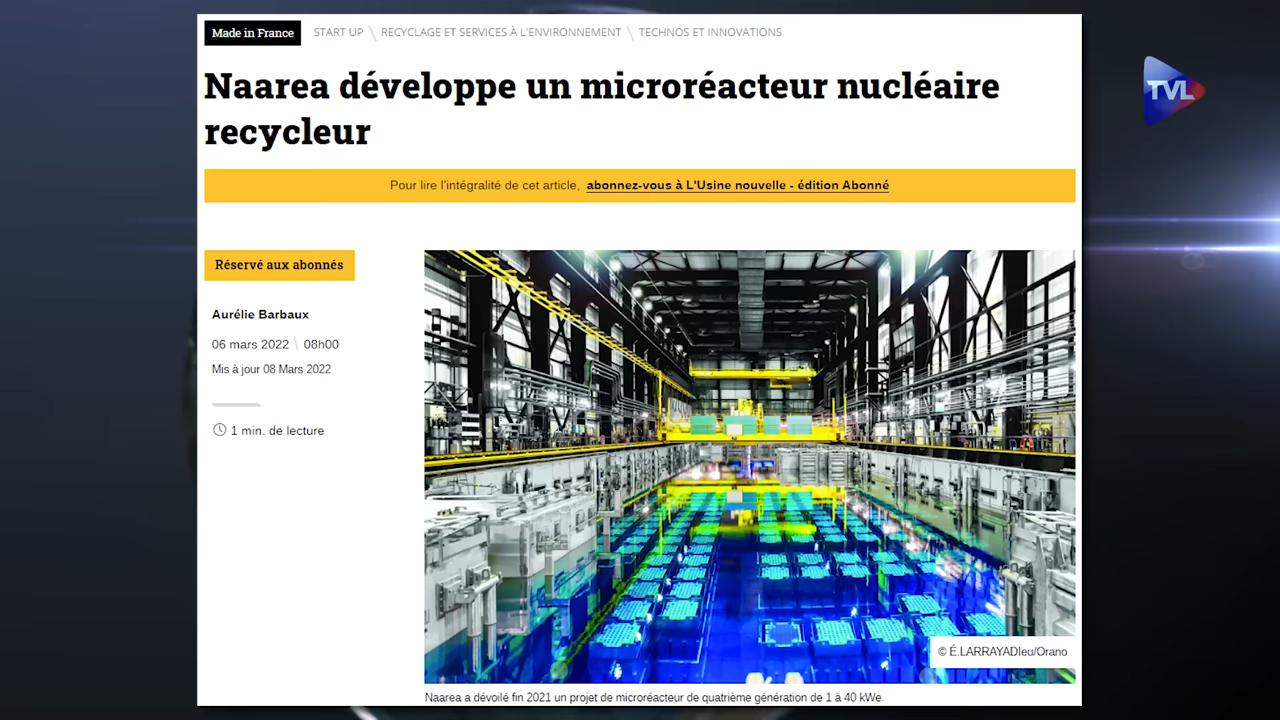 Made in France START UP \ RECYCLAGE ET SERVICES À L'ENVIRONNEMENT \ TECHNOS ET INNOVATIONS
Naarea développe un microréacteur nucléaire
recycleur
TVL
Pour lire l'intégralité de cet article, abonnez-vous à L'Usine nouvelle - édition Abonné
Réservé aux abonnés
Aurélie Barbaux
06 mars 2022 \ 08h00
Mis à jour 08 Mars 2022
1 min. de lecture
© É.LARRAYADIeu/Orano
Naarea a dévoilé fin 2021 un projet de microréacteur de quatrième génération de 1 à 40 kWe.